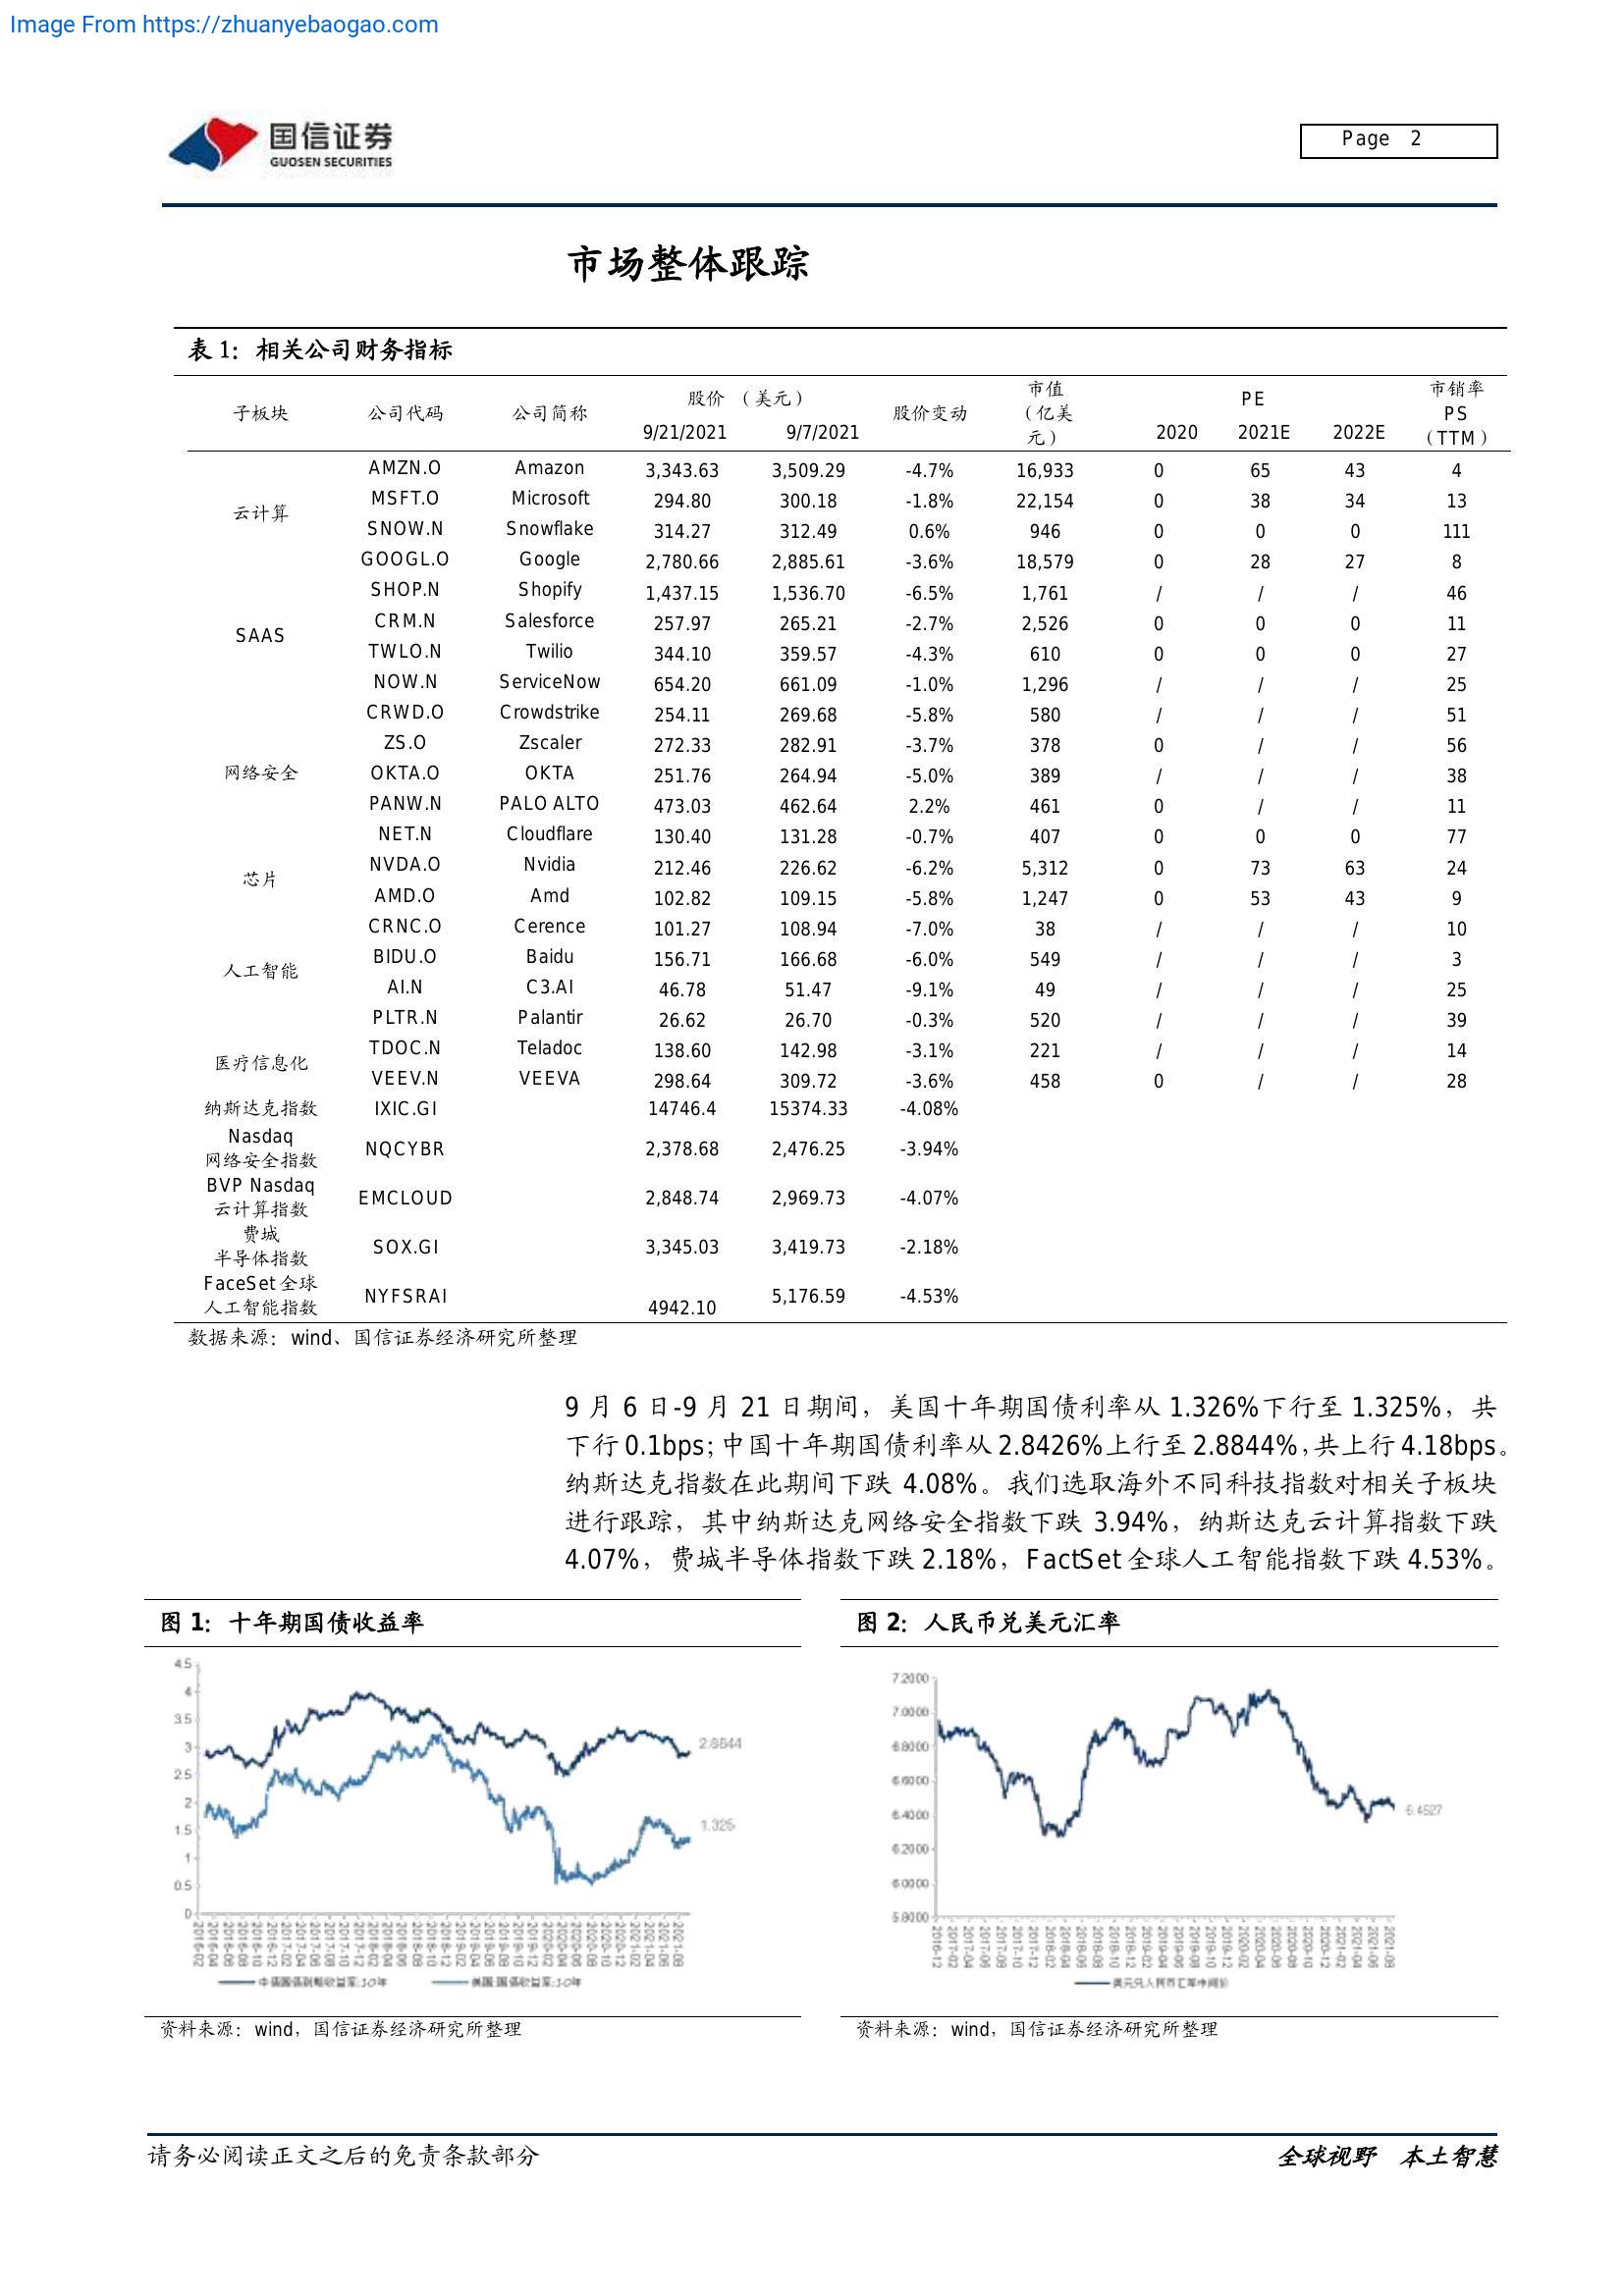 Image From https://zhuanyebaogao.com
国信证券
GUOSEN SECURITIES
Page 2
市场整体跟踪
表 1：相关公司财务指标
子板块 公司代码 公司简称 股价 （美元） 股价变动 市值（亿美元） PE 市销率 PS（TTM）
9/21/2021 9/7/2021 2020 2021E 2022E
AMZN.O Amazon 3,343.63 3,509.29 -4.7% 16,933 0 65 43 4
云计算 MSFT.O Microsoft 294.80 300.18 -1.8% 22,154 0 38 34 13
SNOW.N Snowflake 314.27 312.49 0.6% 946 0 0 0 111
GOOGL.O Google 2,780.66 2,885.61 -3.6% 18,579 0 28 27 8
SHOP.N Shopify 1,437.15 1,536.70 -6.5% 1,761 / / / 46
SAAS CRM.N Salesforce 257.97 265.21 -2.7% 2,526 0 0 0 11
TWLO.N Twilio 344.10 359.57 -4.3% 610 0 0 0 27
NOW.N ServiceNow 654.20 661.09 -1.0% 1,296 / / / 25
CRWD.O Crowdstrike 254.11 269.68 -5.8% 580 / / / 51
ZS.O Zscaler 272.33 282.91 -3.7% 378 0 / / 56
网络安全 OKTA.O OKTA 251.76 264.94 -5.0% 389 / / / 38
PANW.N PALO ALTO 473.03 462.64 2.2% 461 0 / / 11
NET.N Cloudflare 130.40 131.28 -0.7% 407 0 0 0 77
芯片 NVDA.O Nvidia 212.46 226.62 -6.2% 5,312 0 73 63 24
AMD.O Amd 102.82 109.15 -5.8% 1,247 0 53 43 9
CRNC.O Cerence 101.27 108.94 -7.0% 38 / / / 10
人工智能 BIDU.O Baidu 156.71 166.68 -6.0% 549 / / / 3
AI.N C3.AI 46.78 51.47 -9.1% 49 / / / 25
PLTR.N Palantir 26.62 26.70 -0.3% 520 / / / 39
医疗信息化 TDOC.N Teladoc 138.60 142.98 -3.1% 221 / / / 14
VEEV.N VEEVA 298.64 309.72 -3.6% 458 0 / / 28
纳斯达克指数 IXIC.GI 14746.4 15374.33 -4.08%
Nasdaq
网络安全指数 NQCYBR 2,378.68 2,476.25 -3.94%
BVP Nasdaq
云计算指数 EMCLOUD 2,848.74 2,969.73 -4.07%
费城
半导体指数 SOX.GI 3,345.03 3,419.73 -2.18%
FaceSet 全球
人工智能指数 NYFSRAI 4942.10 5,176.59 -4.53%
数据来源：wind、国信证券经济研究所整理
9 月 6 日-9 月 21 日期间，美国十年期国债利率从 1.326%下行至 1.325%，共
下行 0.1bps；中国十年期国债利率从 2.8426%上行至 2.8844%，共上行 4.18bps。
纳斯达克指数在此期间下跌 4.08%。我们选取海外不同科技指数对相关子板块
进行跟踪，其中纳斯达克网络安全指数下跌 3.94%，纳斯达克云计算指数下跌
4.07%，费城半导体指数下跌 2.18%，FactSet 全球人工智能指数下跌 4.53%。
图 1：十年期国债收益率
4.5
4
3.5
3
2.5
2
1.5
1
0.5
0
2.8844
1.325
中债国债到期收益率:10年 美国:国债收益率:10年
资料来源：wind，国信证券经济研究所整理
图 2：人民币兑美元汇率
7.2000
7.0000
6.8000
6.6000
6.4000
6.2000
6.0000
5.8000
6.4527
美元兑人民币汇率中间价
资料来源：wind，国信证券经济研究所整理
请务必阅读正文之后的免责条款部分
全球视野 本土智慧